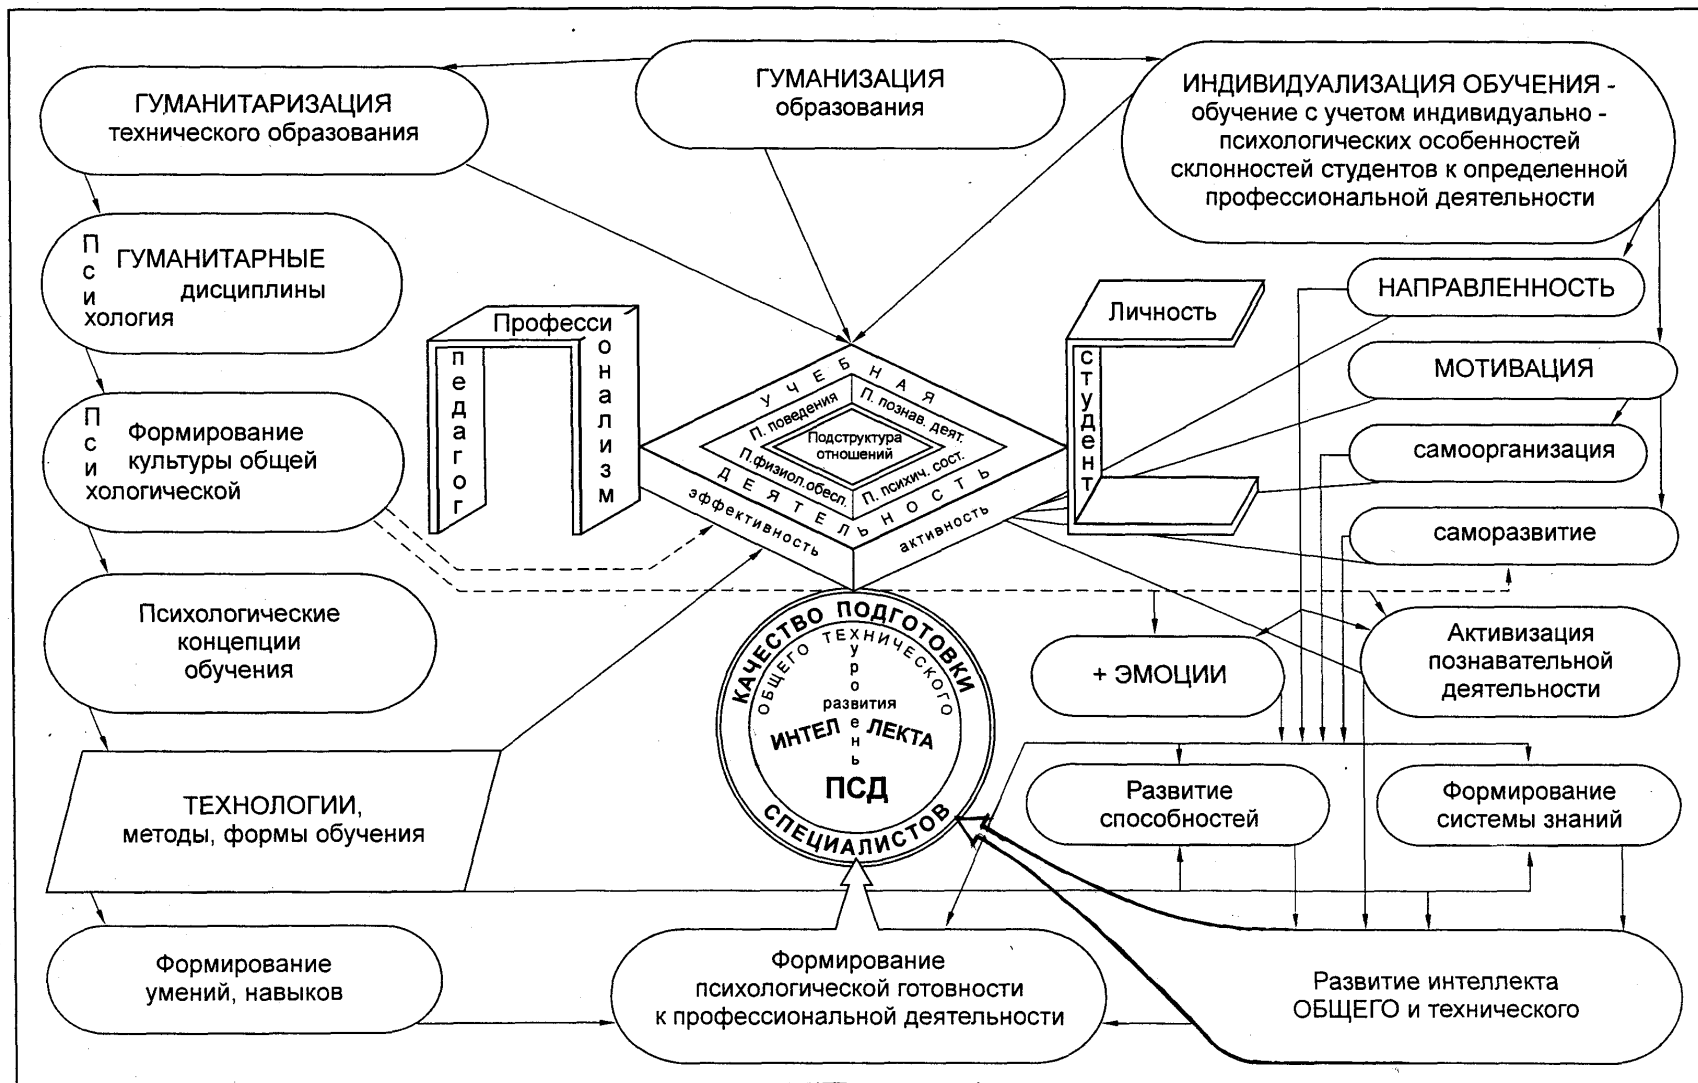 ГУМАНИТАРИЗАЦИЯ
технического образования
ГУМАНИЗАЦИЯ
образования
ИНДИВИДУАЛИЗАЦИЯ ОБУЧЕНИЯ -
обучение с учетом индивидуально -
психологических особенностей
склонностей студентов к определенной
профессиональной деятельности
Психология
ГУМАНИТАРНЫЕ
дисциплины
Профессионализм
педагог
Личность
студент
НАПРАВЛЕННОСТЬ
МОТИВАЦИЯ
самоорганизация
саморазвитие
УЧЕБНАЯ
ДЕЯТЕЛЬНОСТЬ
П. поведения
П. познав. деят.
Подструктура
отношений
П.физиол.обесп.
П. психич. сост.
эффективность
активность
Формирование
культуры общей
Психологической
Психологические
концепции
обучения
КАЧЕСТВО ПОДГОТОВКИ
СПЕЦИАЛИСТОВ
ОБЩЕГО ТЕХНИЧЕСКОГО
уровень
развития
ИНТЕЛЛЕКТА
ПСД
+ ЭМОЦИИ
Активизация
познавательной
деятельности
ТЕХНОЛОГИИ,
методы, формы обучения
Развитие
способностей
Формирование
системы знаний
Формирование
умений, навыков
Формирование
психологической готовности
к профессиональной деятельности
Развитие интеллекта
ОБЩЕГО и технического